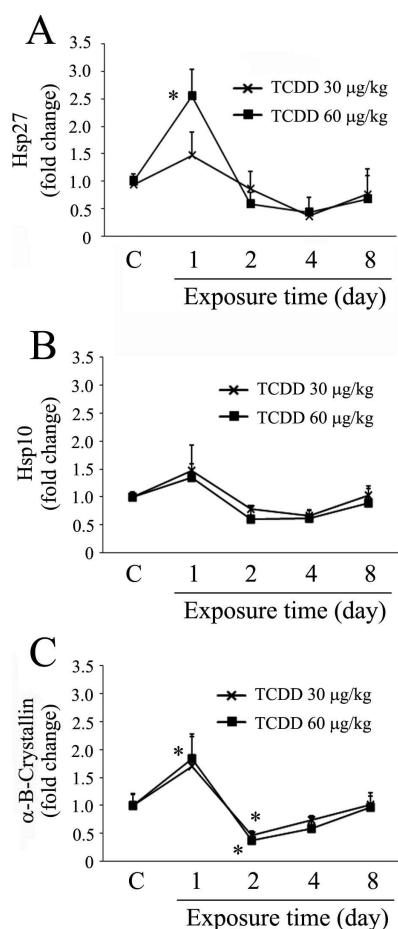 A
Hsp27
(fold change)
3.5
3.0
2.5
2.0
1.5
1.0
0.5
0
*
TCDD 30 μg/kg
TCDD 60 μg/kg
C 1 2 4 8
Exposure time (day)
B
Hsp10
(fold change)
3.5
3.0
2.5
2.0
1.5
1.0
0.5
0
TCDD 30 μg/kg
TCDD 60 μg/kg
C 1 2 4 8
Exposure time (day)
C
α-B-Crystallin
(fold change)
3.5
3.0
2.5
2.0
1.5
1.0
0.5
0
*
*
*
TCDD 30 μg/kg
TCDD 60 μg/kg
C 1 2 4 8
Exposure time (day)